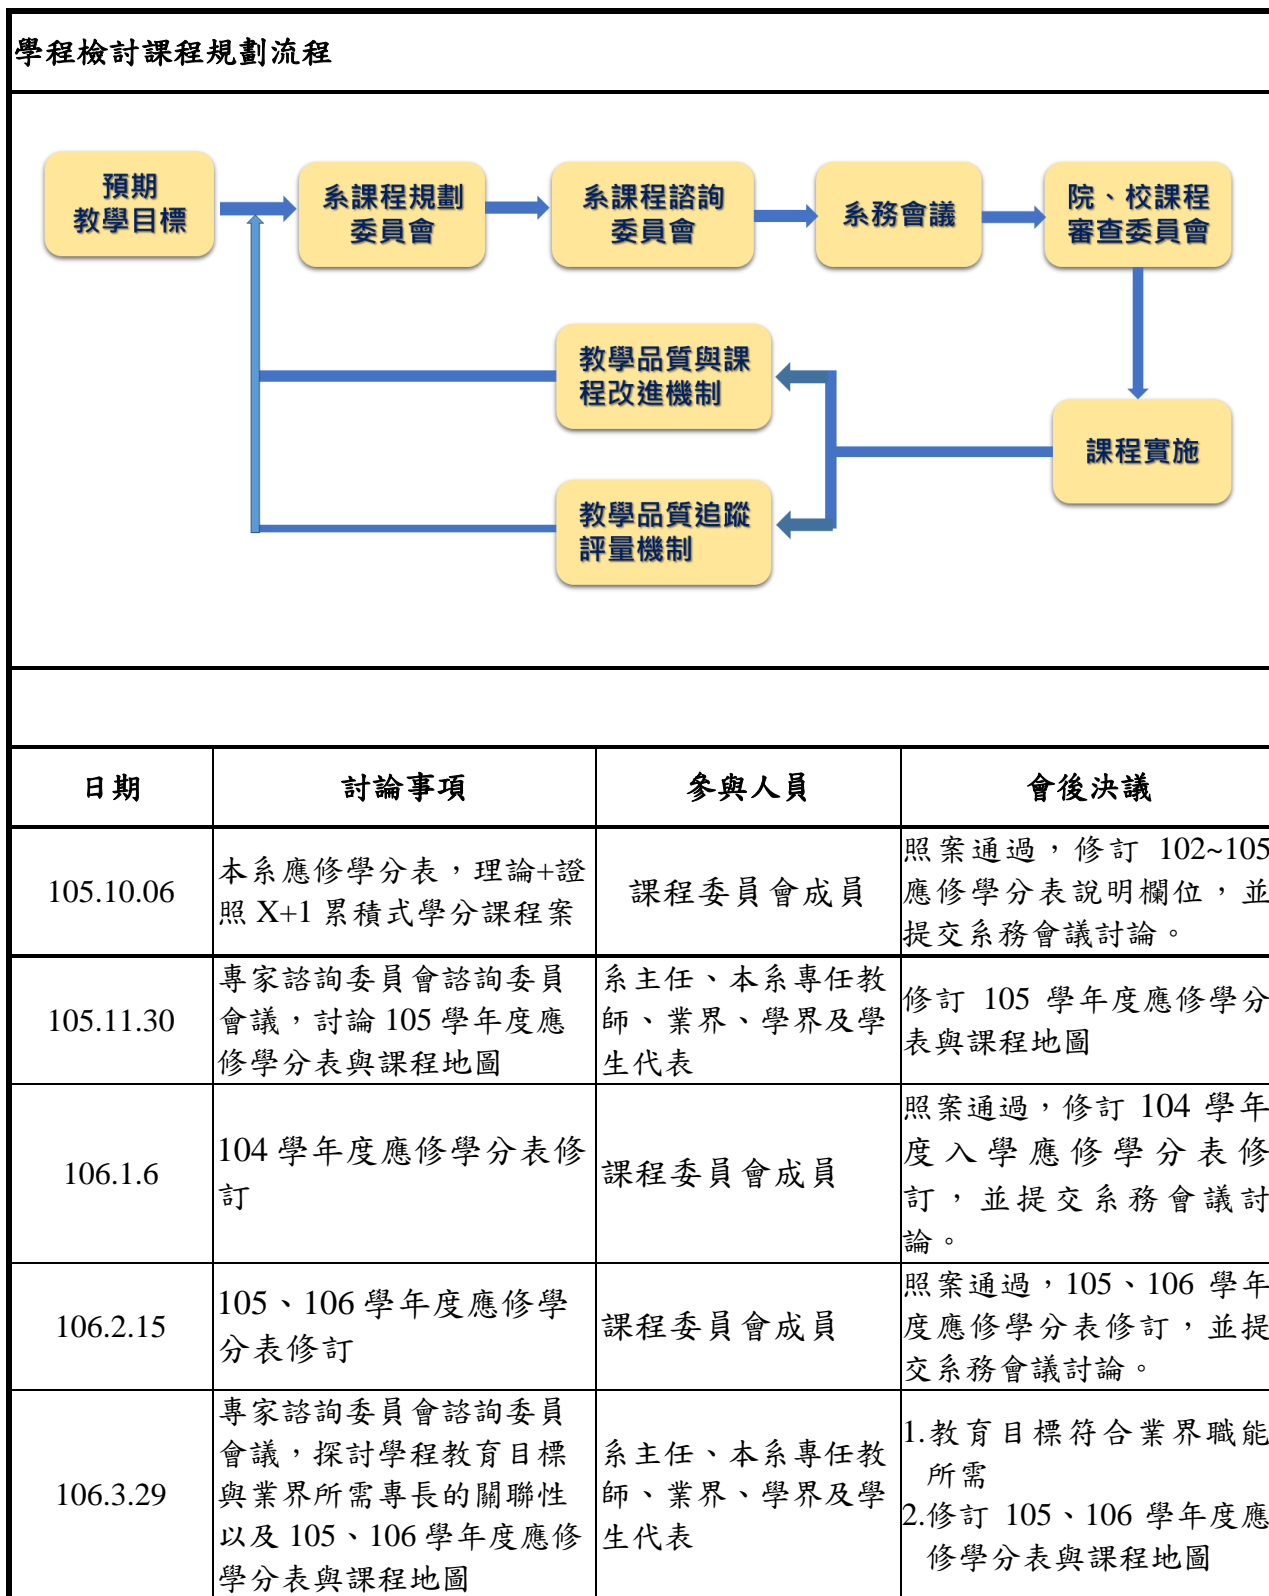 學程檢討課程規劃流程
預期
教學目標
系課程規劃
委員會
系課程諮詢
委員會
系務會議
院、校課程
審查委員會
教學品質與課
程改進機制
課程實施
教學品質追蹤
評量機制
日期
討論事項
參與人員
會後決議
105.10.06
本系應修學分表，理論+證
照 X+1 累積式學分課程案
課程委員會成員
照案通過，修訂 102~105
應修學分表說明欄位，並
提交系務會議討論。
105.11.30
專家諮詢委員會諮詢委員
會議，討論 105 學年度應
修學分表與課程地圖
系主任、本系專任教
師、業界、學界及學
生代表
修訂 105 學年度應修學分
表與課程地圖
106.1.6
104 學年度應修學分表修
訂
課程委員會成員
照案通過，修訂 104 學年
度入學應修學分表修
訂，並提交系務會議討
論。
106.2.15
105、106 學年度應修學
分表修訂
課程委員會成員
照案通過，105、106 學年
度應修學分表修訂，並提
交系務會議討論。
106.3.29
專家諮詢委員會諮詢委員
會議，探討學程教育目標
與業界所需專長的關聯性
以及 105、106 學年度應修
學分表與課程地圖
系主任、本系專任教
師、業界、學界及學
生代表
1.教育目標符合業界職能
所需
2.修訂 105、106 學年度應
修學分表與課程地圖